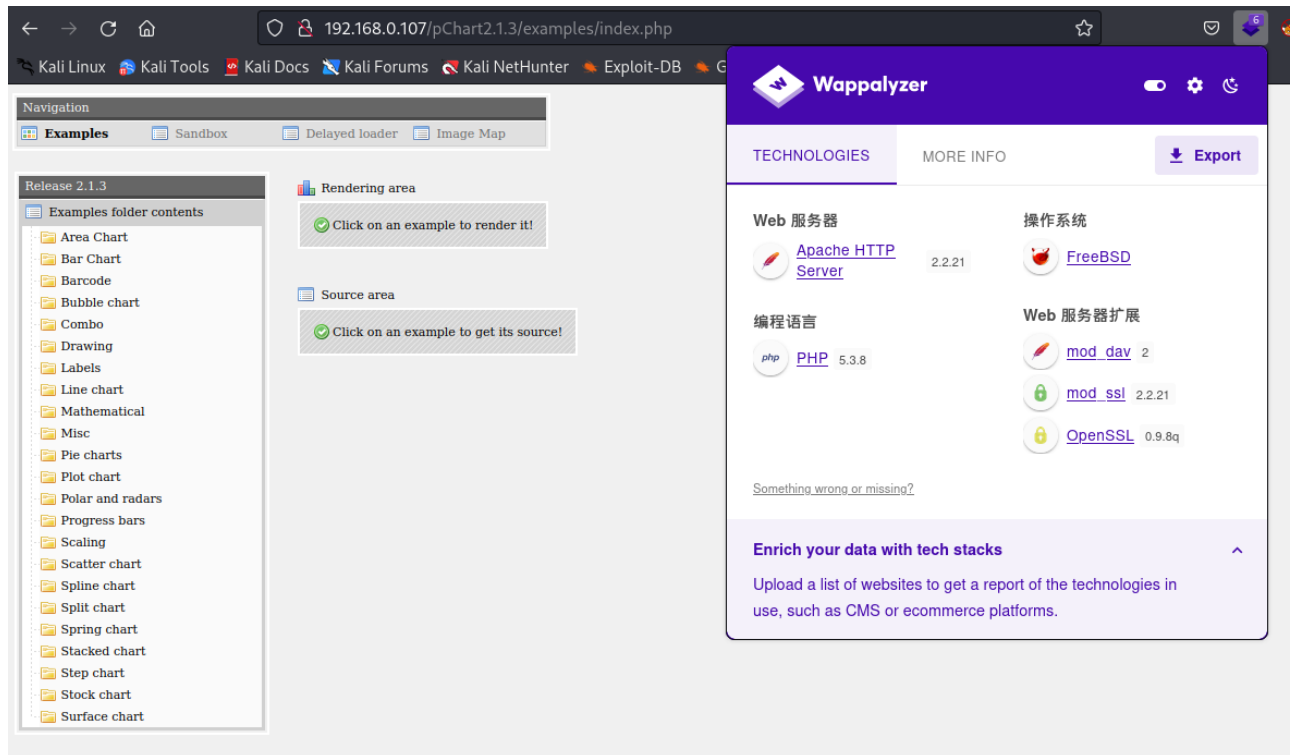 192.168.0.107/pChart2.1.3/examples/index.php
6
Kali Linux Kali Tools Kali Docs Kali Forums Kali NetHunter Exploit-DB G
Navigation
Examples Sandbox Delayed loader Image Map
Release 2.1.3
Examples folder contents
Area Chart
Bar Chart
Barcode
Bubble chart
Combo
Drawing
Labels
Line chart
Mathematical
Misc
Pie charts
Plot chart
Polar and radars
Progress bars
Scaling
Scatter chart
Spline chart
Split chart
Spring chart
Stacked chart
Step chart
Stock chart
Surface chart
Rendering area
Click on an example to render it!
Source area
Click on an example to get its source!
Wappalyzer
TECHNOLOGIES MORE INFO Export
Web 服务器
Apache HTTP
Server 2.2.21
编程语言
php PHP 5.3.8
操作系统
FreeBSD
Web 服务器扩展
mod_dav 2
mod_ssl 2.2.21
OpenSSL 0.9.8q
Something wrong or missing?
Enrich your data with tech stacks
Upload a list of websites to get a report of the technologies in
use, such as CMS or ecommerce platforms.